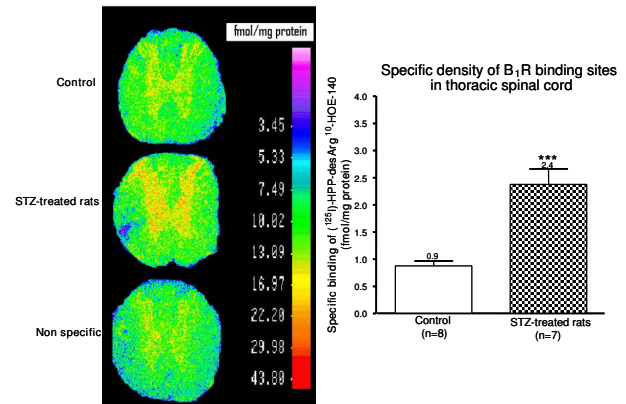 fmol/mg protein
Control
STZ-treated rats
Non specific
3.45
5.33
7.49
10.02
13.09
16.97
22.20
29.98
43.80
Specific density of B₁R binding sites
in thoracic spinal cord
Specific binding of (¹²⁵I)-HPP-desArg¹⁰-HOE-140
(fmol/mg protein)
4.0
3.5
3.0
2.5
2.0
1.5
1.0
0.5
0.0
0.9
***
2.4
Control
(n=8)
STZ-treated rats
(n=7)